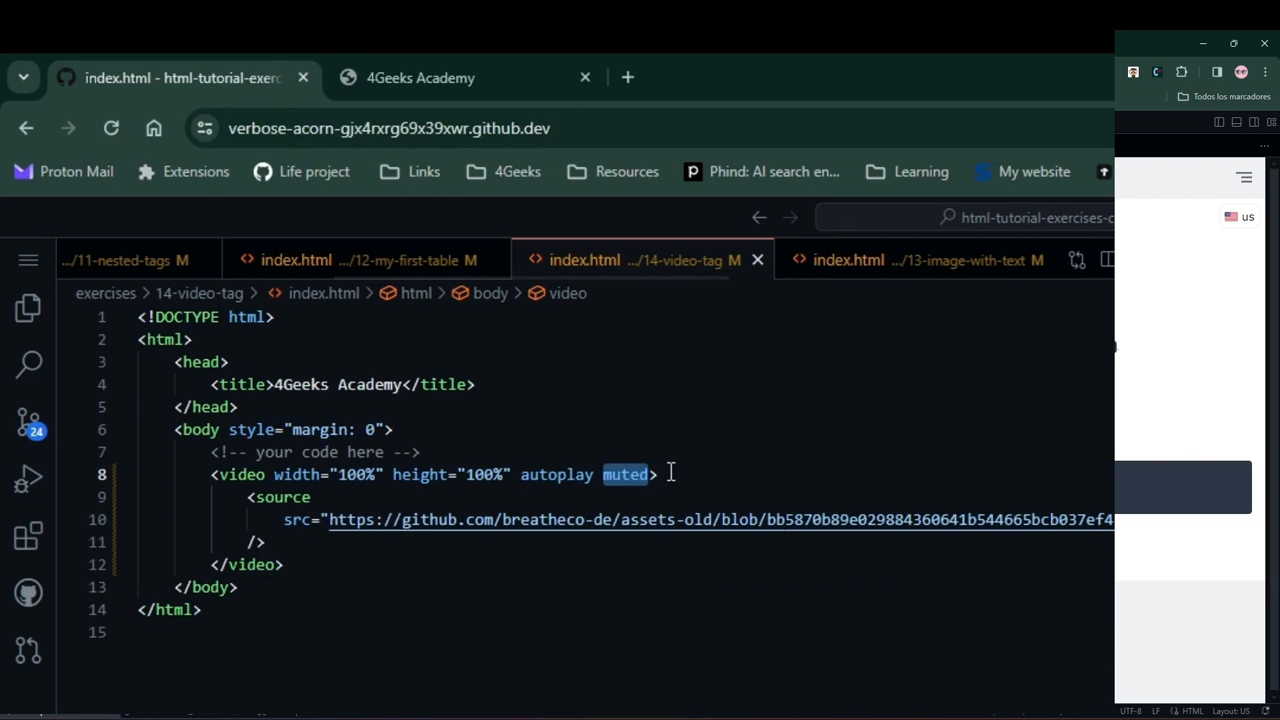 index.html - html-tutorial-exerc
4Geeks Academy
verbose-acorn-gjx4rxrg69x39xwr.github.dev
Proton Mail
Extensions
Life project
Links
4Geeks
Resources
Phind: AI search en...
Learning
My website
Todos los marcadores
html-tutorial-exercises-c
.../11-nested-tags M
index.html .../12-my-first-table M
index.html .../14-video-tag M
index.html .../13-image-with-text M
exercises > 14-video-tag > index.html > html > body > video
1 <!DOCTYPE html>
2 <html>
3 <head>
4 <title>4Geeks Academy</title>
5 </head>
6 <body style="margin: 0">
7 <!-- your code here -->
8 <video width="100%" height="100%" autoplay muted>
9 <source
10 src="https://github.com/breatheco-de/assets-old/blob/bb5870b89e029884360641b544665bcb037ef4
11 />
12 </video>
13 </body>
14 </html>
15
24
us
UTF-8 LF HTML Layout: US